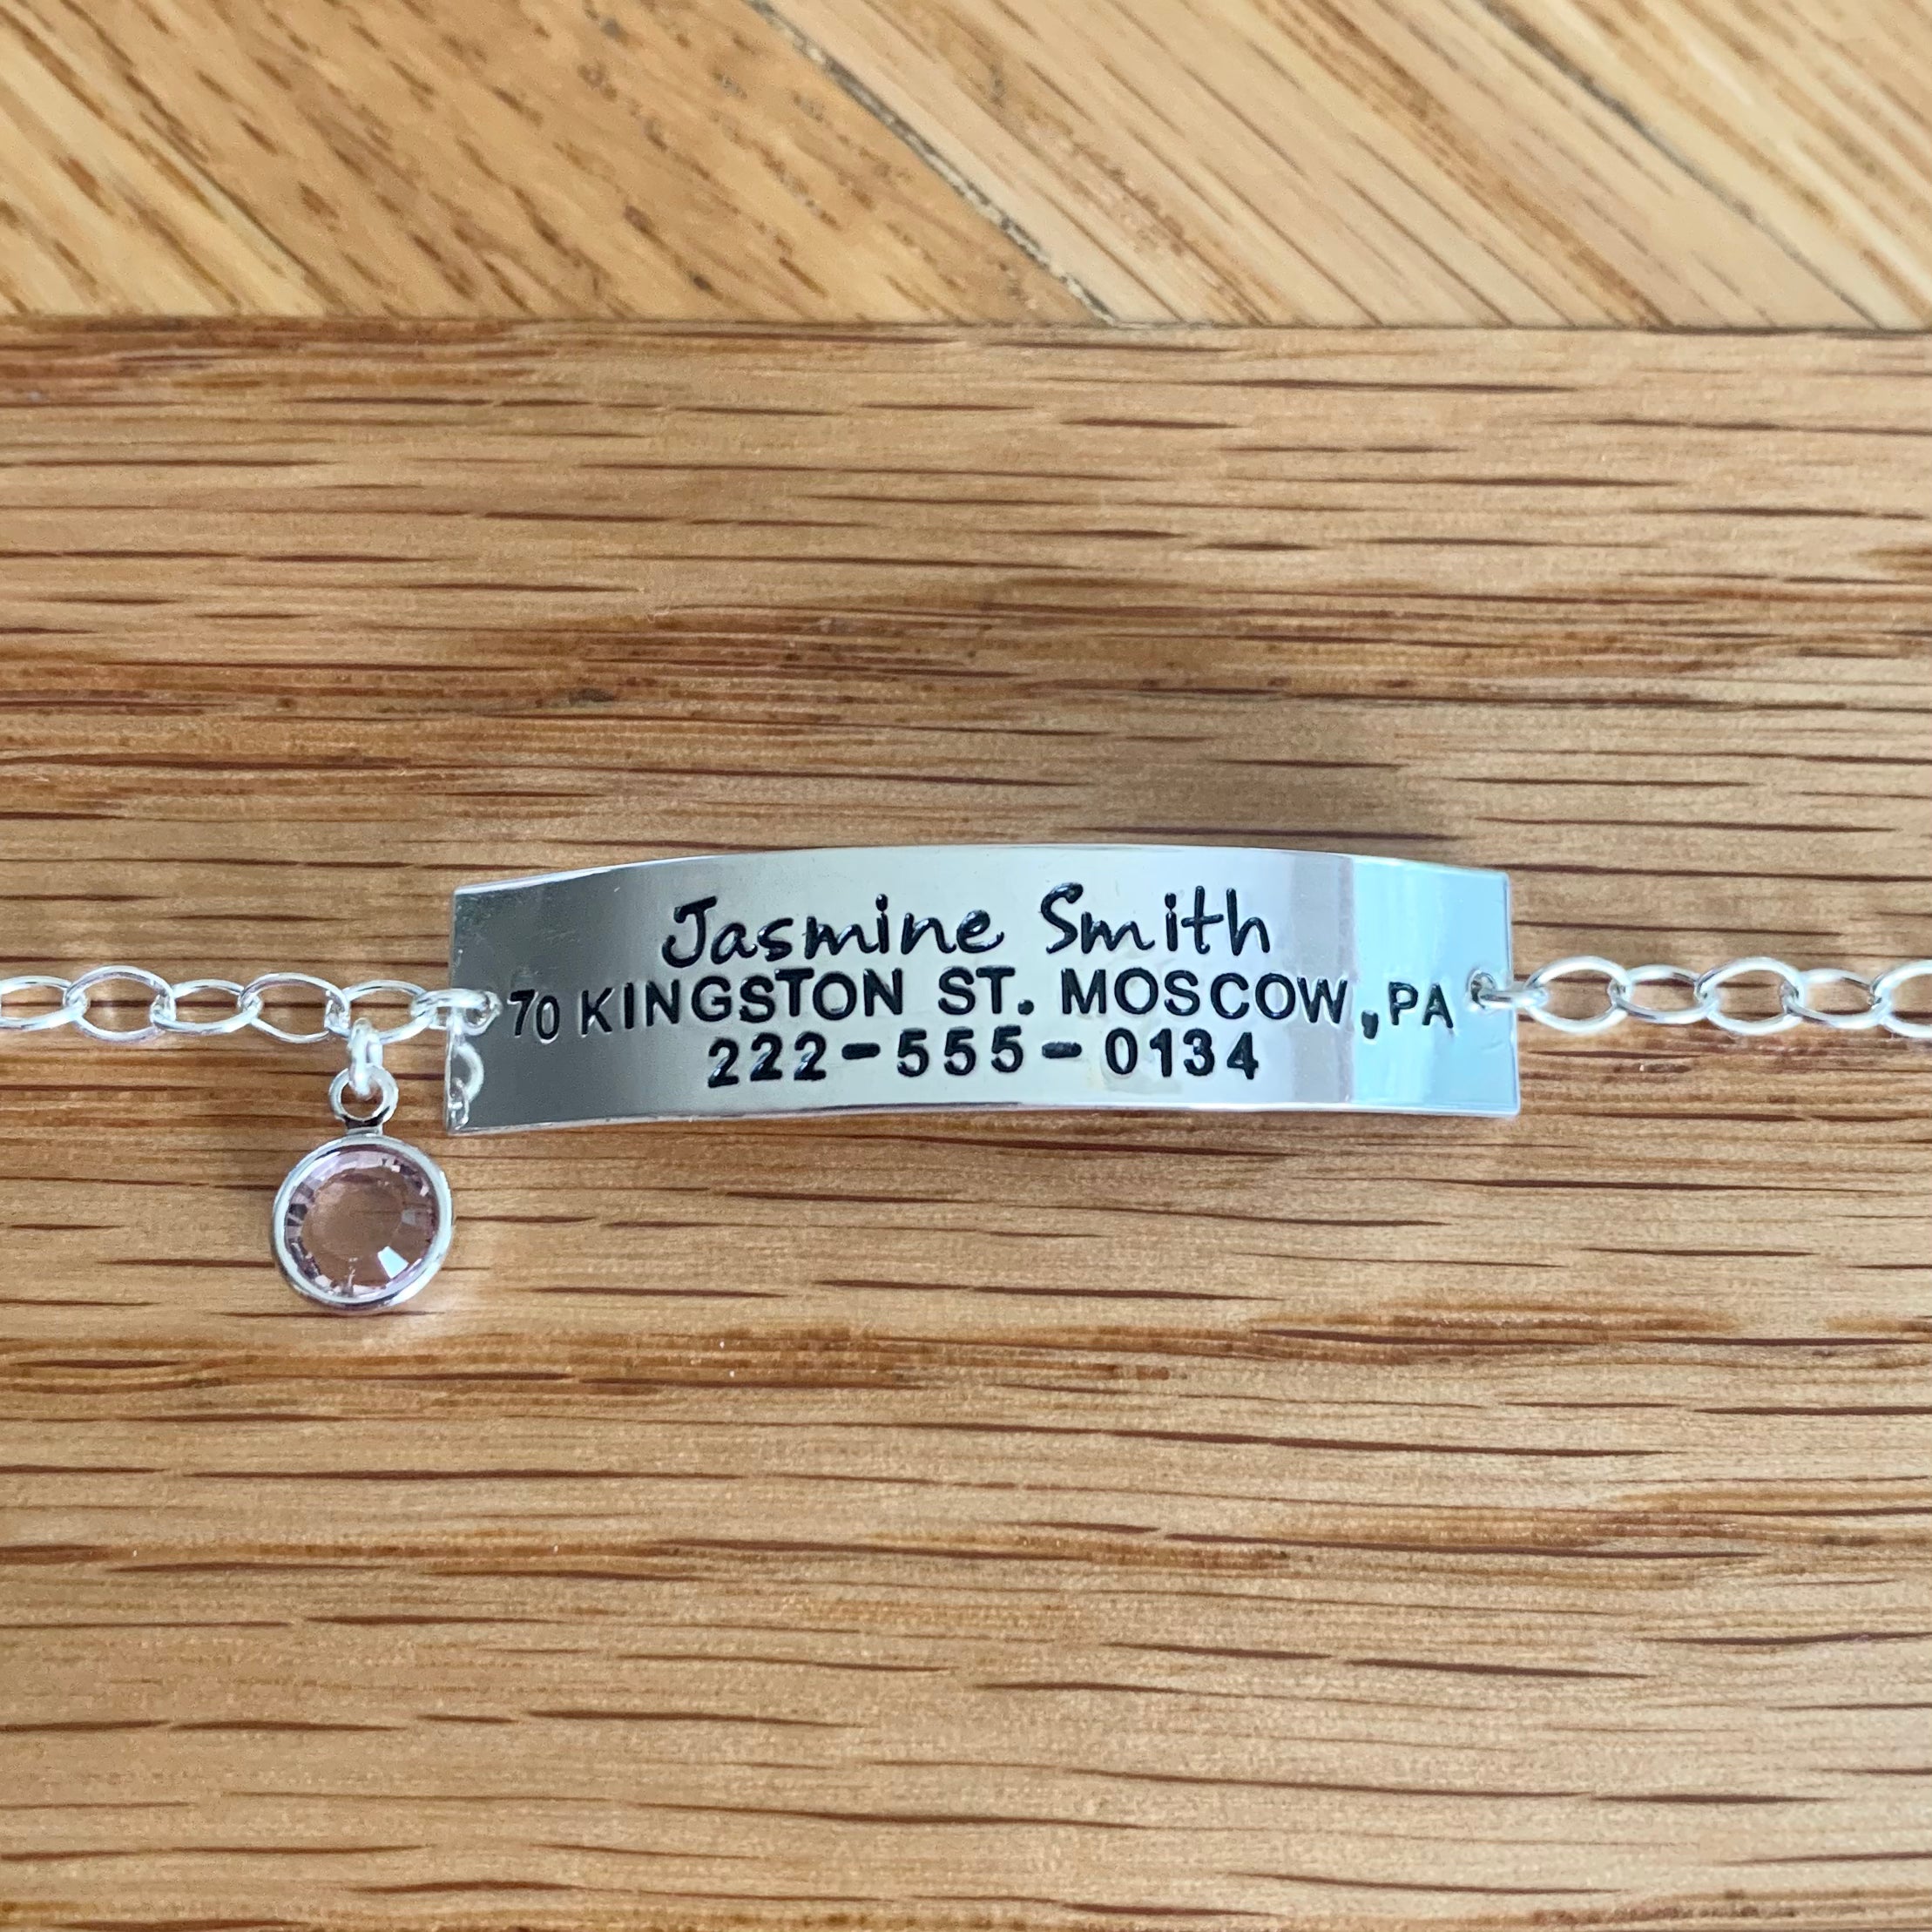 Jasmine Smith
70 KINGSTON ST. MOSCOW,PA
222-555-0134